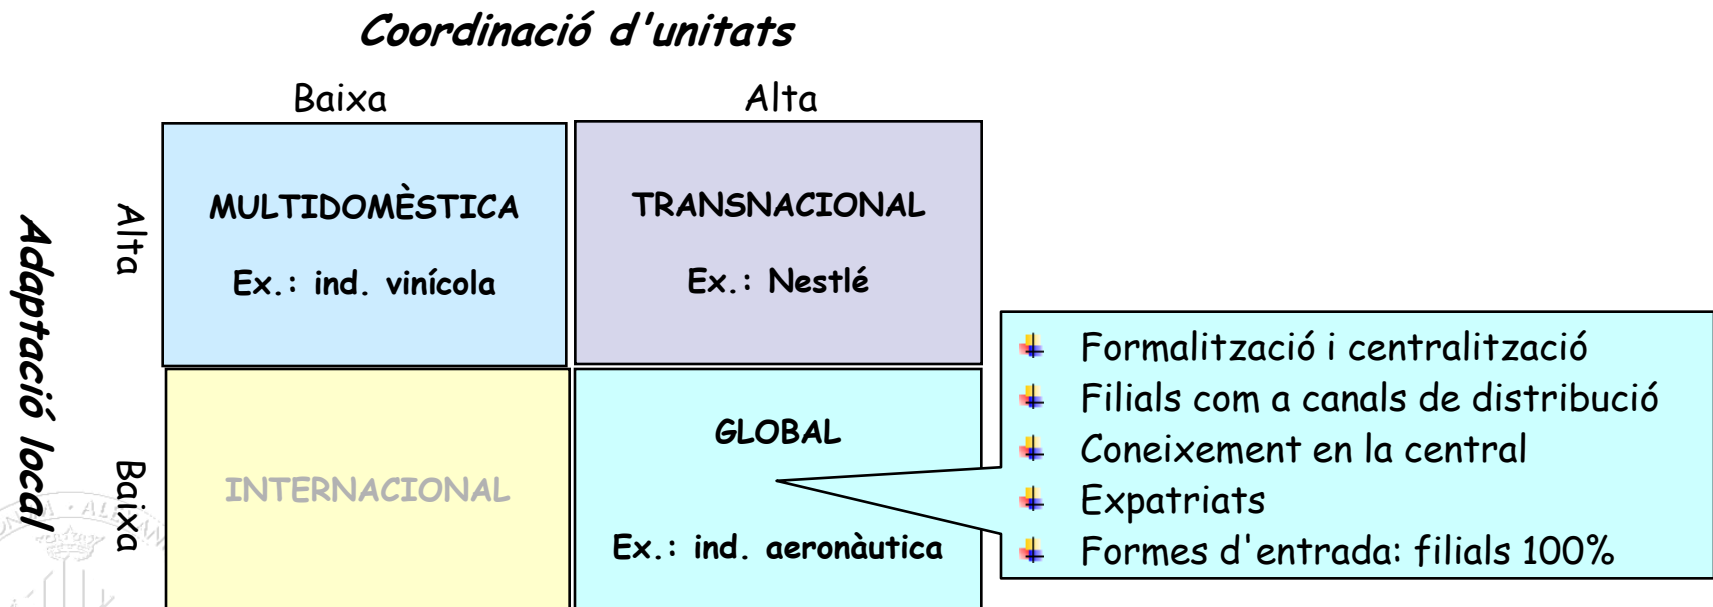 Coordinació d'unitats
Baixa
Alta
Adaptació local
Alta
MULTIDOMÈSTICA
Ex.: ind. vinícola
TRANSNACIONAL
Ex.: Nestlé
Baixa
INTERNACIONAL
GLOBAL
Ex.: ind. aeronàutica
Formalització i centralització
Filials com a canals de distribució
Coneixement en la central
Expatriats
Formes d'entrada: filials 100%